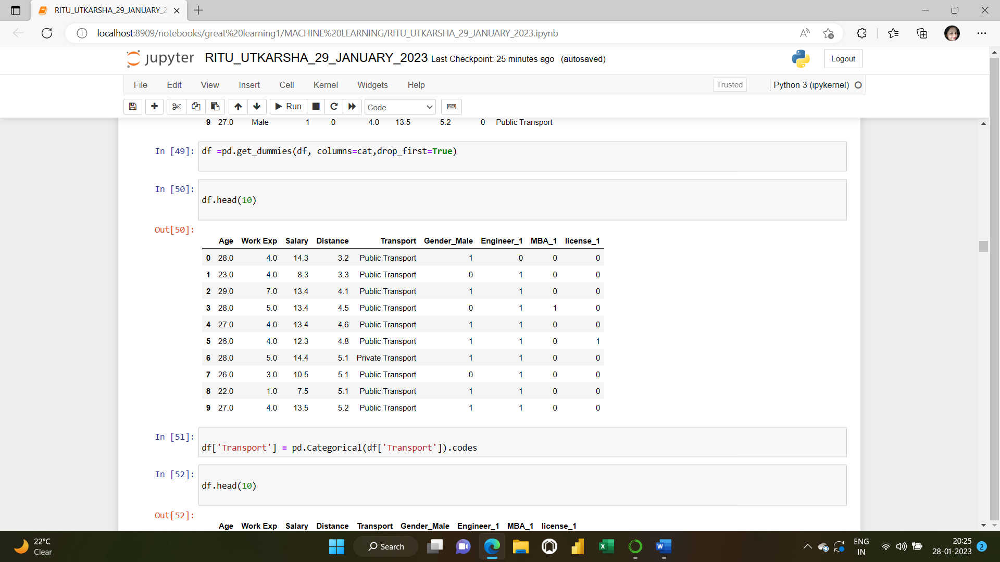 RITU_UTKARSHA_29_JANUARY_2
localhost:8909/notebooks/great%20learning1/MACHINE%20LEARNING/RITU_UTKARSHA_29_JANUARY_2023.ipynb
jupyter RITU_UTKARSHA_29_JANUARY_2023 Last Checkpoint: 25 minutes ago (autosaved)
Logout
File Edit View Insert Cell Kernel Widgets Help
Trusted
Python 3 (ipykernel)
Run
Code
9 27.0 Male 1 0 4.0 13.5 5.2 0 Public Transport
In [49]: df =pd.get_dummies(df, columns=cat,drop_first=True)
In [50]:
df.head(10)
Out[50]:
Age Work Exp Salary Distance Transport Gender_Male Engineer_1 MBA_1 license_1
0 28.0 4.0 14.3 3.2 Public Transport 1 0 0 0
1 23.0 4.0 8.3 3.3 Public Transport 0 1 0 0
2 29.0 7.0 13.4 4.1 Public Transport 1 1 0 0
3 28.0 5.0 13.4 4.5 Public Transport 0 1 1 0
4 27.0 4.0 13.4 4.6 Public Transport 1 1 0 0
5 26.0 4.0 12.3 4.8 Public Transport 1 1 0 1
6 28.0 5.0 14.4 5.1 Private Transport 1 1 0 0
7 26.0 3.0 10.5 5.1 Public Transport 0 1 0 0
8 22.0 1.0 7.5 5.1 Public Transport 1 1 0 0
9 27.0 4.0 13.5 5.2 Public Transport 1 1 0 0
In [51]:
df['Transport'] = pd.Categorical(df['Transport']).codes
In [52]:
df.head(10)
Out[52]:
Age Work Exp Salary Distance Transport Gender_Male Engineer_1 MBA_1 license_1
22°C
Clear
Search
ENG
IN
20:25
28-01-2023
2